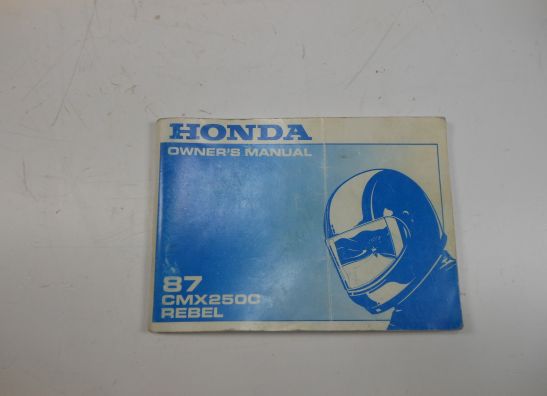 HONDA
OWNER'S MANUAL
87
CMX250C
REBEL